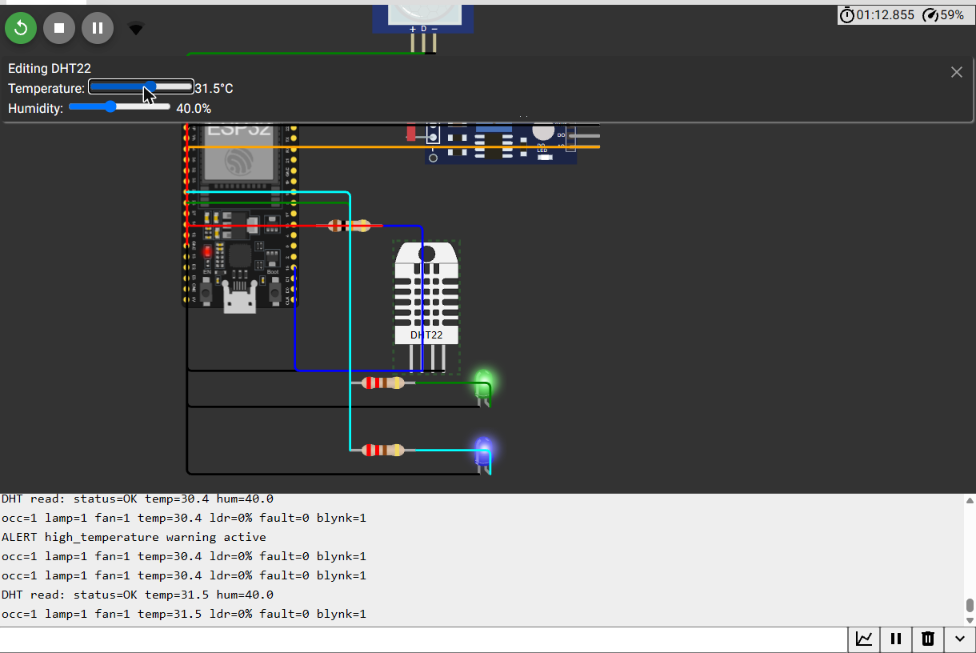 01:12.855 59%
+ D -
Editing DHT22
Temperature: 31.5°C
Humidity: 40.0%
ESP32
EN Boot
DHT22
DHT read: status=OK temp=30.4 hum=40.0
occ=1 lamp=1 fan=1 temp=30.4 ldr=0% fault=0 blynk=1
ALERT high_temperature warning active
occ=1 lamp=1 fan=1 temp=30.4 ldr=0% fault=0 blynk=1
occ=1 lamp=1 fan=1 temp=30.4 ldr=0% fault=0 blynk=1
DHT read: status=OK temp=31.5 hum=40.0
occ=1 lamp=1 fan=1 temp=31.5 ldr=0% fault=0 blynk=1